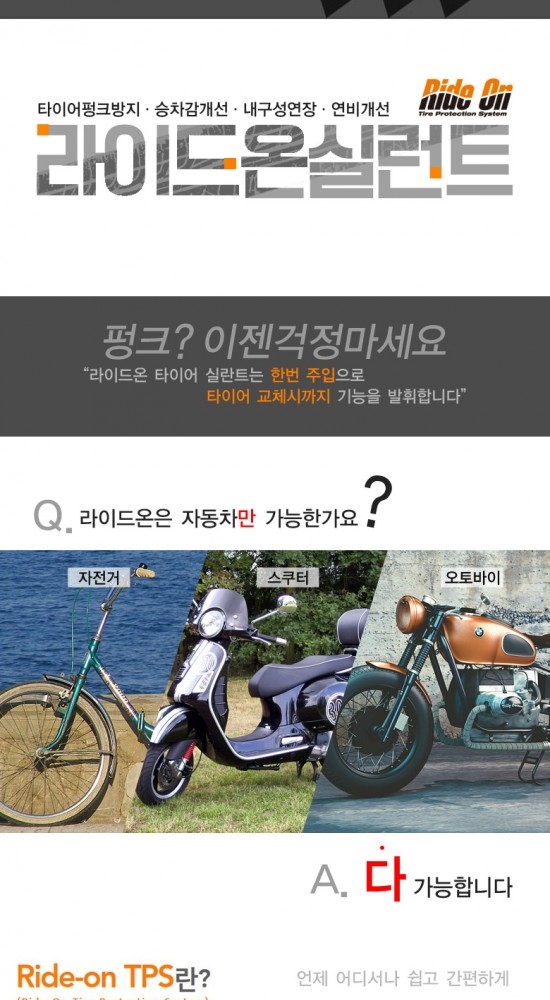 타이어펑크방지 · 승차감개선 · 내구성연장 · 연비개선
Ride On
Tire Protection System
라이드온실런트
펑크? 이젠걱정마세요
“라이드온 타이어 실란트는 한번 주입으로
타이어 교체시까지 기능을 발휘합니다”
Q. 라이드온은 자동차만 가능한가요?
자전거
스쿠터
오토바이
A. 다 가능합니다
Ride-on TPS란?
언제 어디서나 쉽고 간편하게